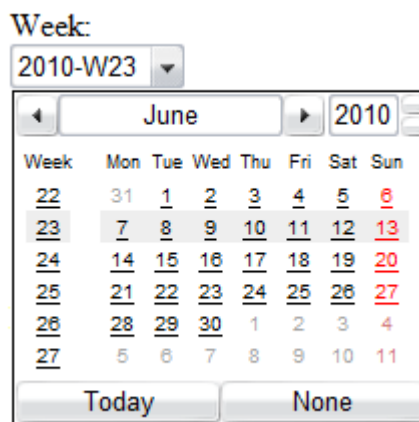 Week:
2010-W23
June 2010
Week Mon Tue Wed Thu Fri Sat Sun
22 31 1 2 3 4 5 6
23 7 8 9 10 11 12 13
24 14 15 16 17 18 19 20
25 21 22 23 24 25 26 27
26 28 29 30 1 2 3 4
27 5 6 7 8 9 10 11
Today None